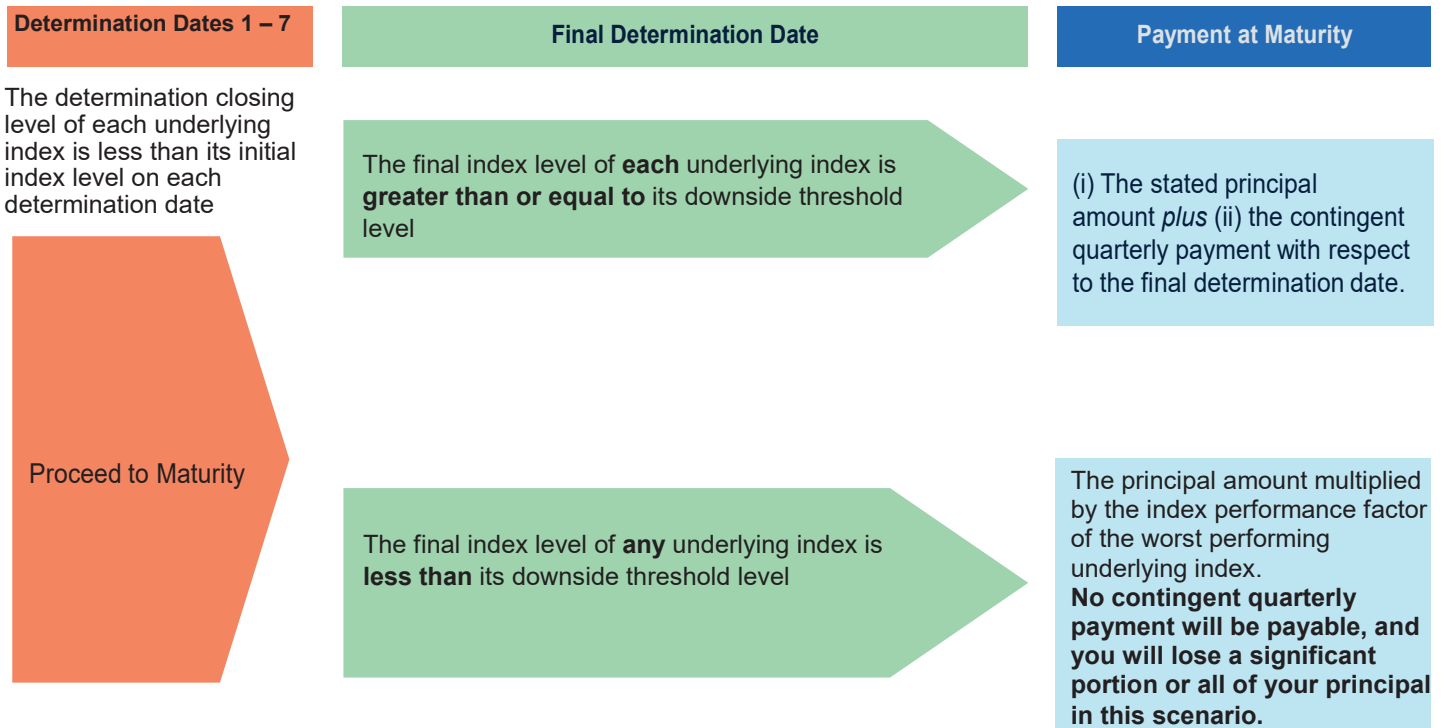 Determination Dates 1 – 7
Final Determination Date
Payment at Maturity
The determination closing
level of each underlying
index is less than its initial
index level on each
determination date
Proceed to Maturity
The final index level of each underlying index is
greater than or equal to its downside threshold
level
(i) The stated principal
amount plus (ii) the contingent
quarterly payment with respect
to the final determination date.
The final index level of any underlying index is
less than its downside threshold level
The principal amount multiplied
by the index performance factor
of the worst performing
underlying index.
No contingent quarterly
payment will be payable, and
you will lose a significant
portion or all of your principal
in this scenario.